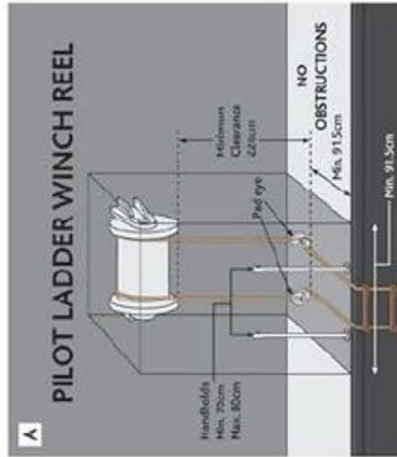 A
PILOT LADDER WINCH REEL
Handholds
Min. 70cm
Max. 80cm
Pad eye
Minimum
Clearance
220cm
NO
OBSTRUCTIONS
Min. 91.5cm
Min. 91.5cm